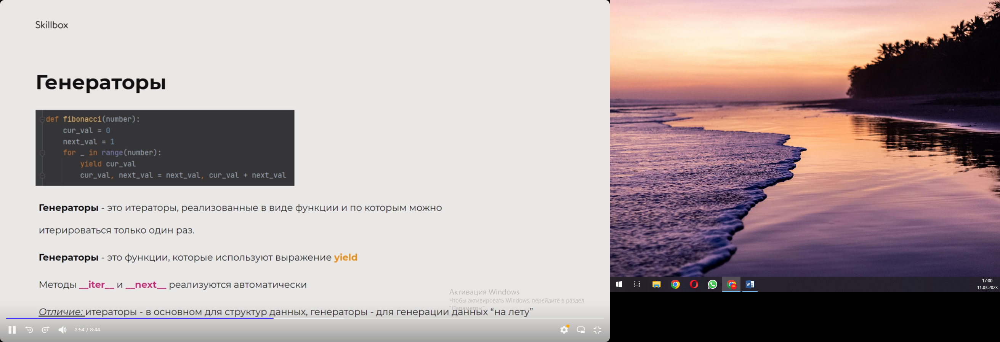 Skillbox
Генераторы
def fibonacci(number):
cur_val = 0
next_val = 1
for _ in range(number):
yield cur_val
cur_val, next_val = next_val, cur_val + next_val
Генераторы - это итераторы, реализованные в виде функции и по которым можно
итерироваться только один раз.
Генераторы - это функции, которые используют выражение yield
Методы __iter__ и __next__ реализуются автоматически
Активация Windows
Чтобы активировать Windows, перейдите в раздел
"Параметры".
Отличие: итераторы - в основном для структур данных, генераторы - для генерации данных “на лету”
10
10
3:54 / 8:44
W
17:00
11.03.2023